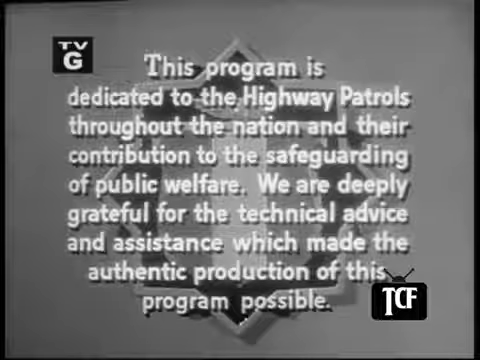 TV
G
This program is
dedicated to the Highway Patrols
throughout the nation and their
contribution to the safeguarding
of public welfare. We are deeply
grateful for the technical advice
and assistance which made the
authentic production of this
program possible.
TCF